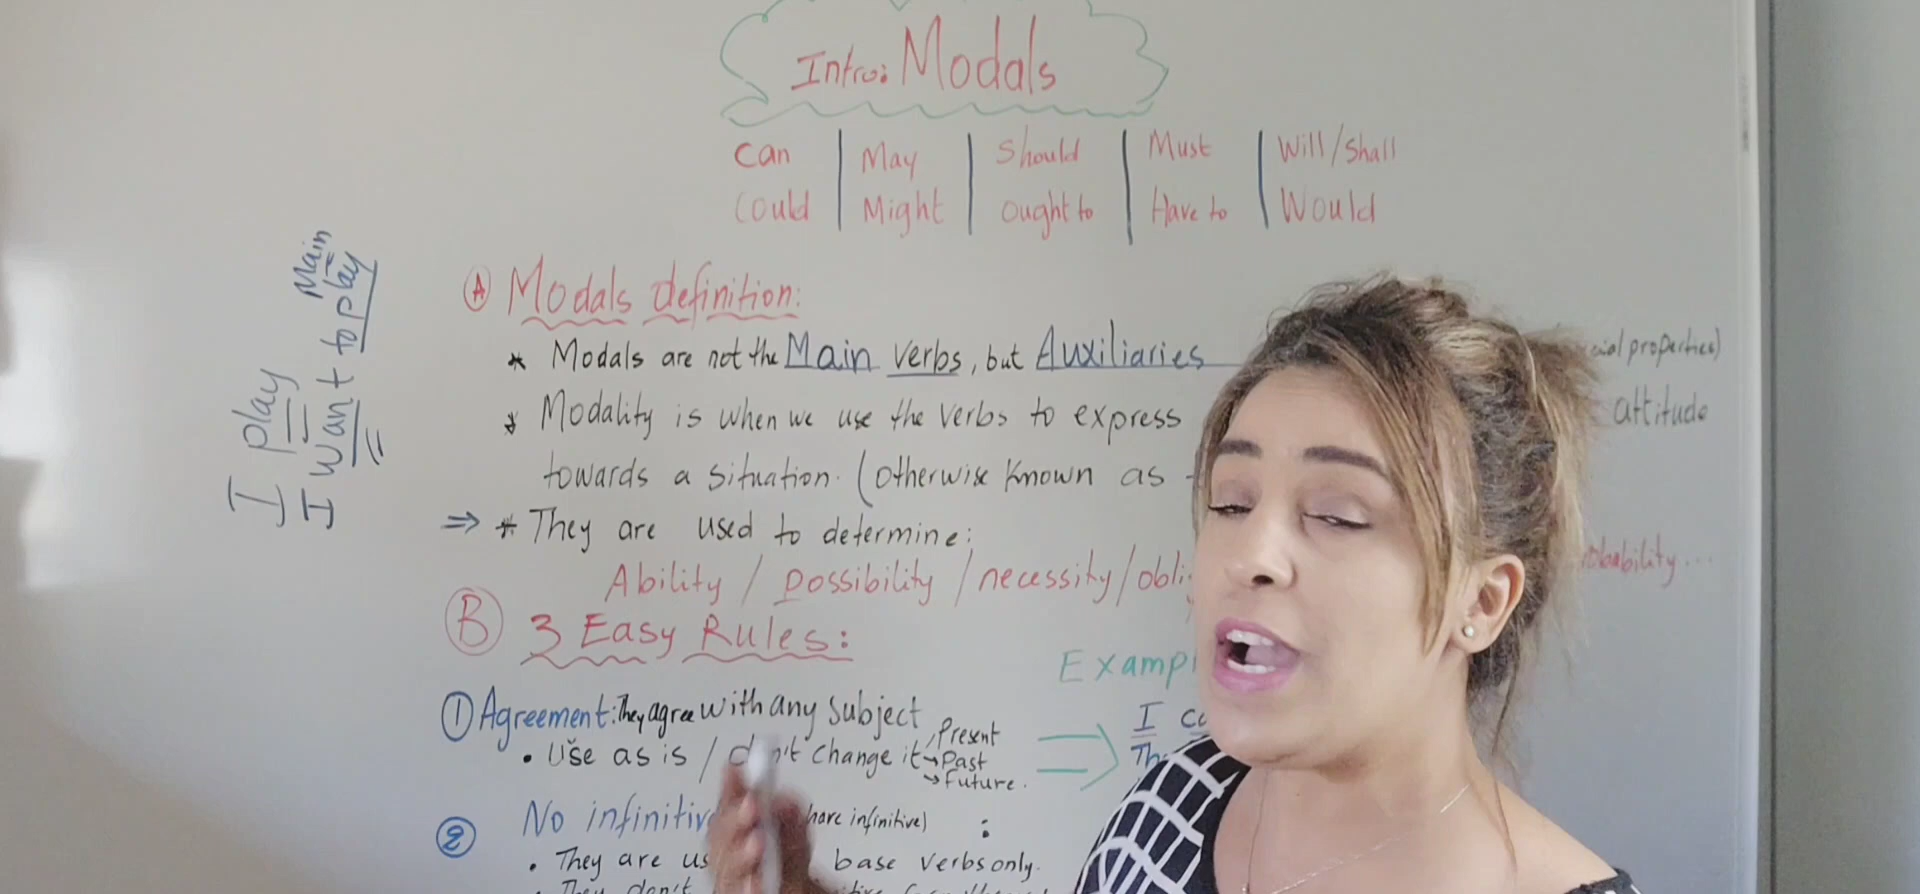 Intro: Modals
Can | May | Should | Must | Will/Shall
Could | Might | Ought to | Have to | Would
I play
I want to play
Main
A Modals definition:
* Modals are not the Main verbs, but Auxiliaries properties)
* Modality is when we use the verbs to express attitude
towards a situation. (otherwise known as
⇒ * They are used to determine:
Ability / possibility / necessity /
B 3 Easy Rules:
① Agreement: They agree with any subject
• Use as is / don't change it → Present
→ Past
→ Future.
I
② No :
• They are base verbs only.
• They don't